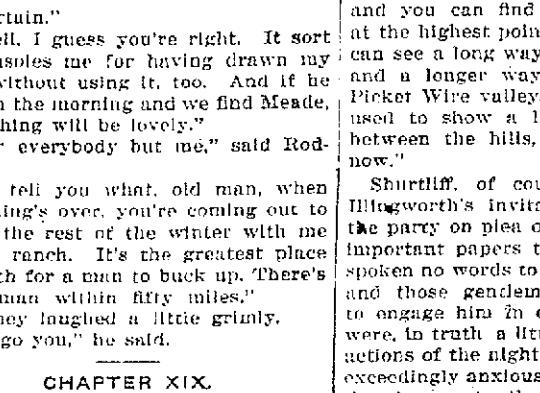 rtuin."
ell, I guess you're right. It sort
nsoles me for having drawn my
without using it, too. And if he
n the morning and we find Meade,
thing will be lovely."
r everybody but me," said Rod-
tell you what, old man, when
ing's over, you're coming out to
the rest of the winter with me
ranch. It's the greatest place
th for a man to buck up. There's
man within fifty miles."
ney laughed a little grimly.
go you," he said.
CHAPTER XIX.
and you can find
at the highest poin
can see a long way
and a longer way
Picket Wire valley
used to show a l
between the hills,
now."
Shurtliff, of cou
Illingworth's invita
the party on plea o
important papers t
spoken no words to
and those gentlem
to engage him in c
were, in truth a litt
actions of the night
exceedingly anxious